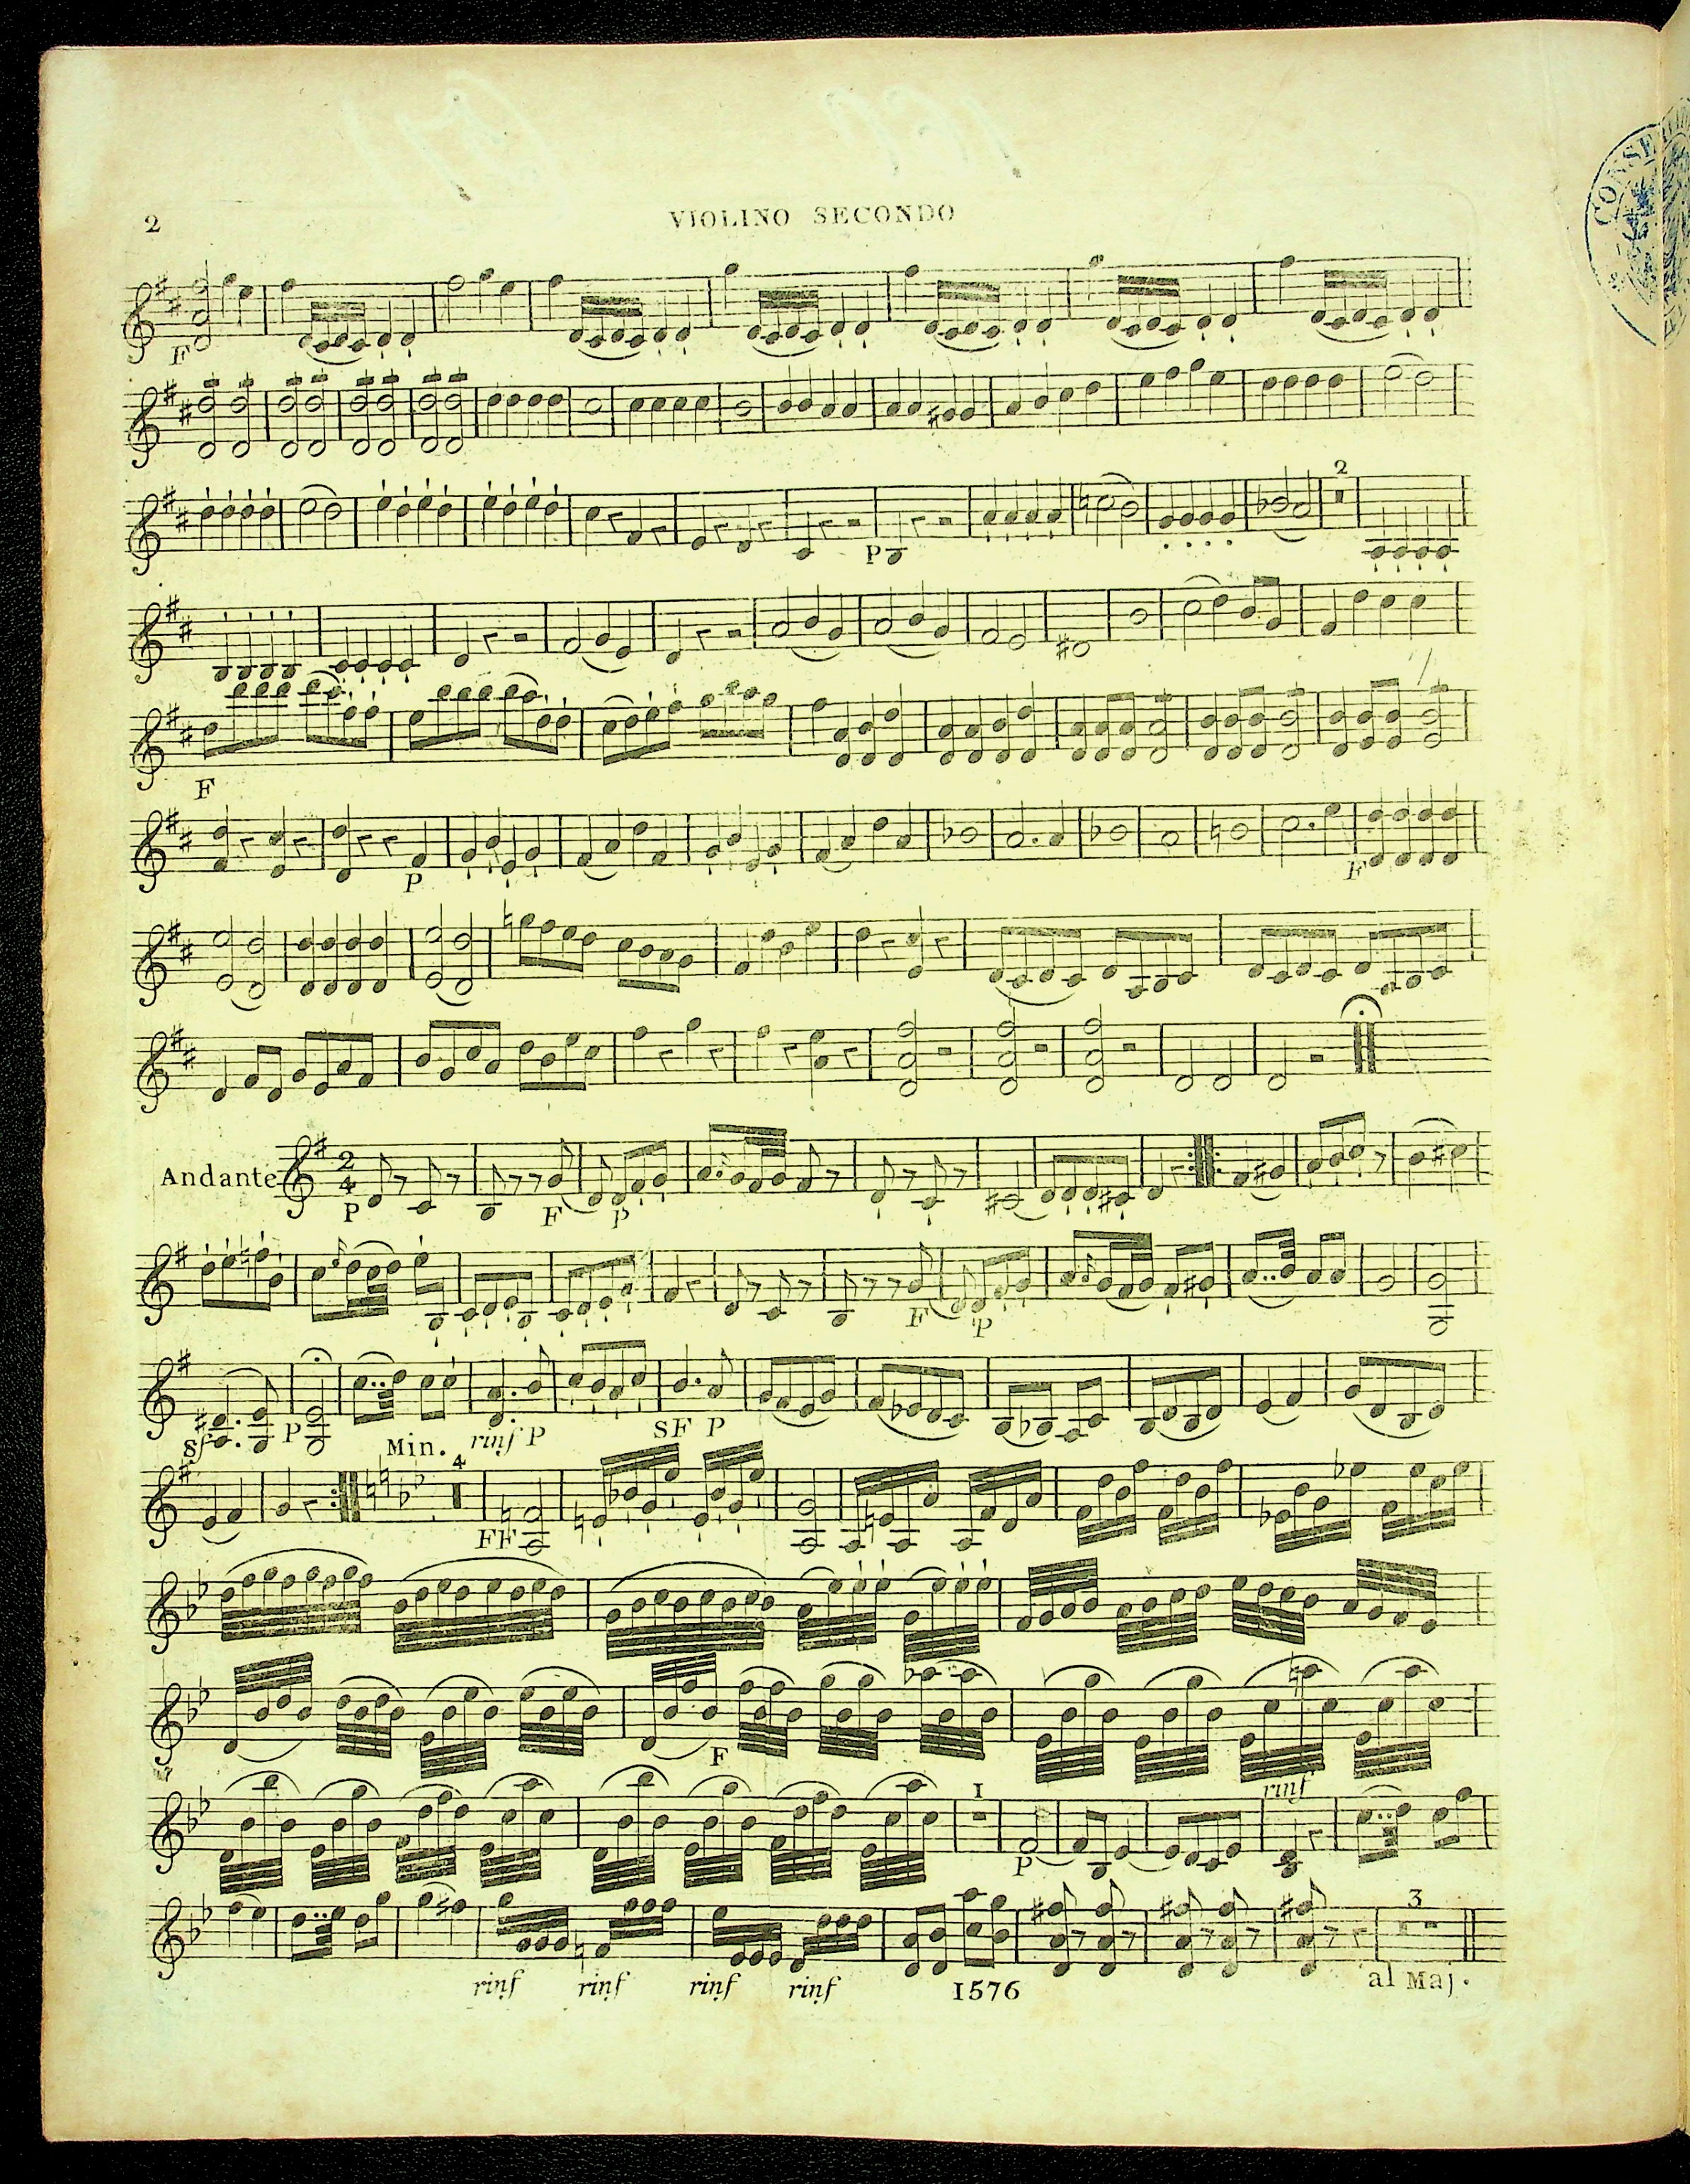 2
VIOLINO SECONDO
CONSE
F
2
P
F
P
F
Andante
2
4
P F P
F P
Sf P rinf P SF P
Min.
4
FF
F
rinf
1
P
3
rinf rinf rinf rinf 1576 al Maj.